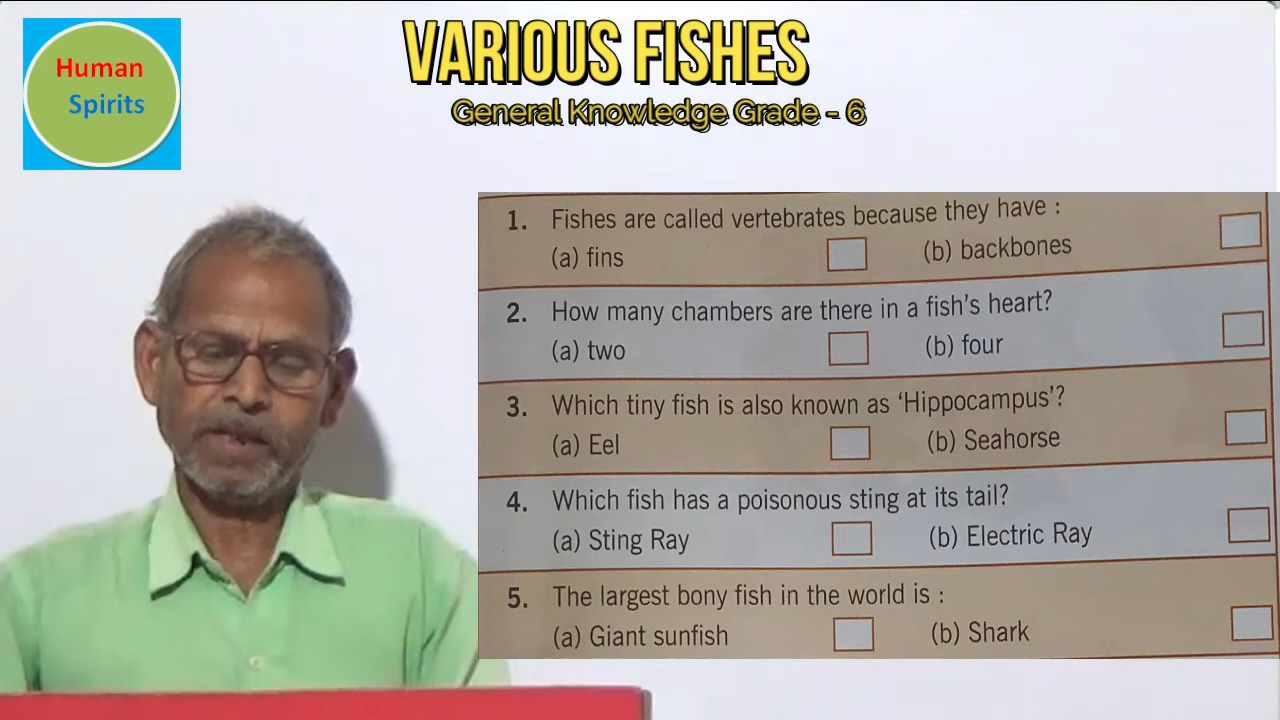 Human
Spirits
VARIOUS FISHES
General Knowledge Grade - 6
1. Fishes are called vertebrates because they have :
(a) fins (b) backbones
2. How many chambers are there in a fish's heart?
(a) two (b) four
3. Which tiny fish is also known as ‘Hippocampus’?
(a) Eel (b) Seahorse
4. Which fish has a poisonous sting at its tail?
(a) Sting Ray (b) Electric Ray
5. The largest bony fish in the world is :
(a) Giant sunfish (b) Shark